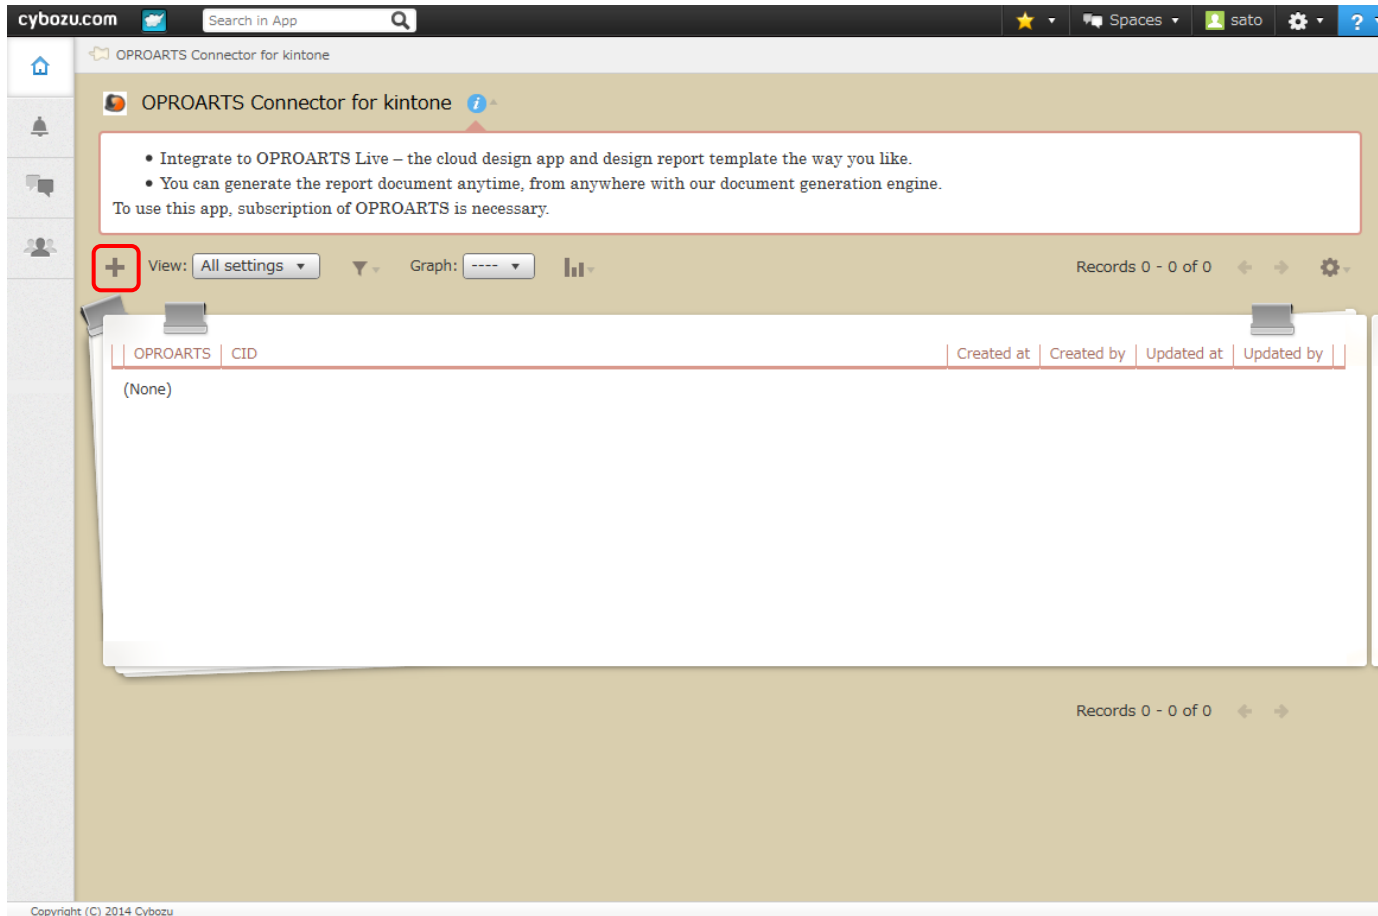 cybozu.com Search in App Spaces sato ?
OPROARTS Connector for kintone
OPROARTS Connector for kintone i
• Integrate to OPROARTS Live – the cloud design app and design report template the way you like.
• You can generate the report document anytime, from anywhere with our document generation engine.
To use this app, subscription of OPROARTS is necessary.
View: All settings Graph: ---- Records 0 - 0 of 0
OPROARTS CID Created at Created by Updated at Updated by
(None)
Records 0 - 0 of 0
Copyright (C) 2014 Cybozu